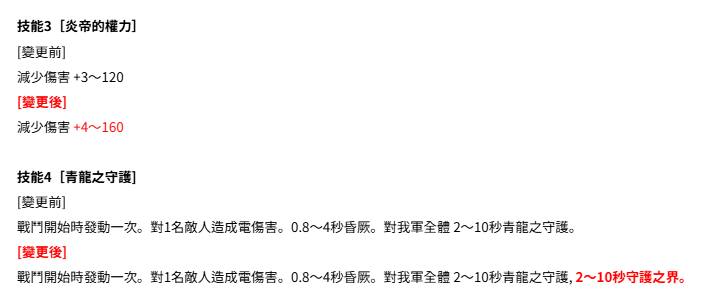 技能3［炎帝的權力］
[變更前]
減少傷害 +3～120
[變更後]
減少傷害 +4～160
技能4［青龍之守護］
[變更前]
戰鬥開始時發動一次。對1名敵人造成電傷害。0.8～4秒昏厥。對我軍全體 2～10秒青龍之守護。
[變更後]
戰鬥開始時發動一次。對1名敵人造成電傷害。0.8～4秒昏厥。對我軍全體 2～10秒青龍之守護, 2～10秒守護之界。